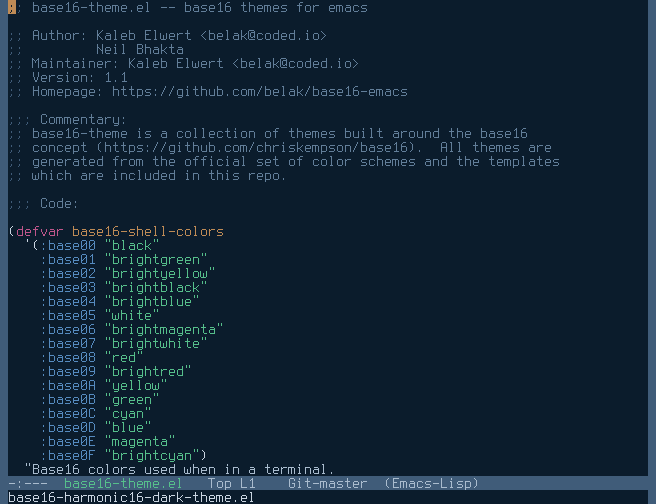 ;; base16-theme.el -- base16 themes for emacs
;; Author: Kaleb Elwert <belak@coded.io>
;;         Neil Bhakta
;; Maintainer: Kaleb Elwert <belak@coded.io>
;; Version: 1.1
;; Homepage: https://github.com/belak/base16-emacs
;;; Commentary:
;; base16-theme is a collection of themes built around the base16
;; concept (https://github.com/chriskempson/base16).  All themes are
;; generated from the official set of color schemes and the templates
;; which are included in this repo.
;;; Code:
(defvar base16-shell-colors
  '(:base00 "black"
    :base01 "brightgreen"
    :base02 "brightyellow"
    :base03 "brightblack"
    :base04 "brightblue"
    :base05 "white"
    :base06 "brightmagenta"
    :base07 "brightwhite"
    :base08 "red"
    :base09 "brightred"
    :base0A "yellow"
    :base0B "green"
    :base0C "cyan"
    :base0D "blue"
    :base0E "magenta"
    :base0F "brightcyan")
  "Base16 colors used when in a terminal.
-:---  base16-theme.el   Top L1    Git-master  (Emacs-Lisp)
base16-harmonic16-dark-theme.el